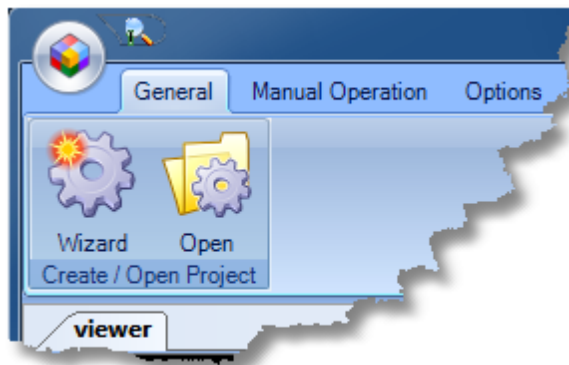 General Manual Operation Options
Wizard Open
Create / Open Project
viewer